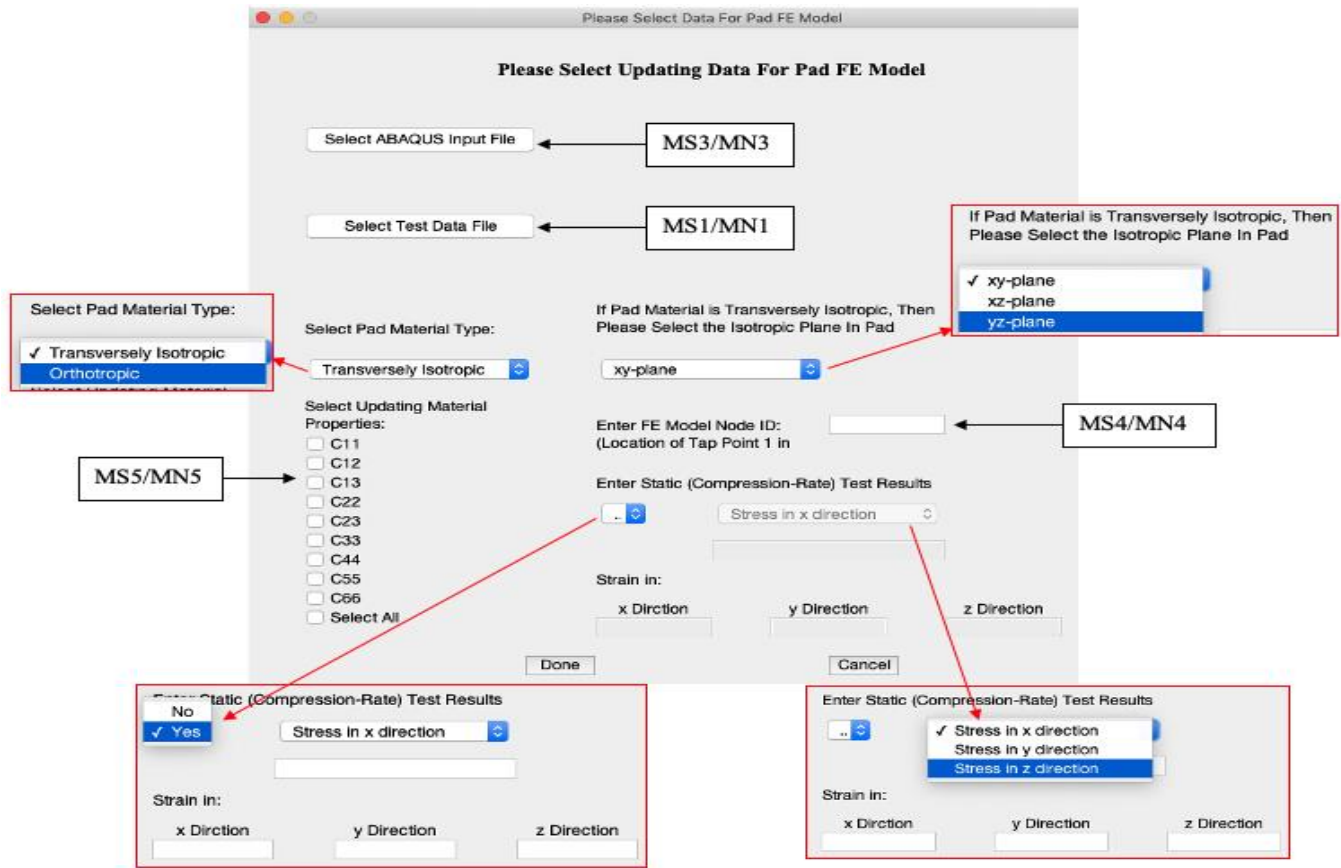 Please Select Data For Pad FE Model
Please Select Updating Data For Pad FE Model
Select ABAQUS Input File
MS3/MN3
Select Test Data File
MS1/MN1
If Pad Material is Transversely Isotropic, Then
Please Select the Isotropic Plane In Pad
✓ xy-plane
xz-plane
yz-plane
Select Pad Material Type:
✓ Transversely Isotropic
Orthotropic
Select Pad Material Type:
Transversely Isotropic
If Pad Material is Transversely Isotropic, Then
Please Select the Isotropic Plane In Pad
xy-plane
Select Updating Material
Properties:
C11
C12
C13
C22
C23
C33
C44
C55
C66
Select All
MS5/MN5
Enter FE Model Node ID:
(Location of Tap Point 1 in
MS4/MN4
Enter Static (Compression-Rate) Test Results
..
Stress in x direction
Strain in:
x Dirction
y Direction
z Direction
Done
Cancel
Enter Static (Compression-Rate) Test Results
No
✓ Yes
Stress in x direction
Strain in:
x Dirction
y Direction
z Direction
Enter Static (Compression-Rate) Test Results
..
✓ Stress in x direction
Stress in y direction
Stress in z direction
Strain in:
x Dirction
y Direction
z Direction